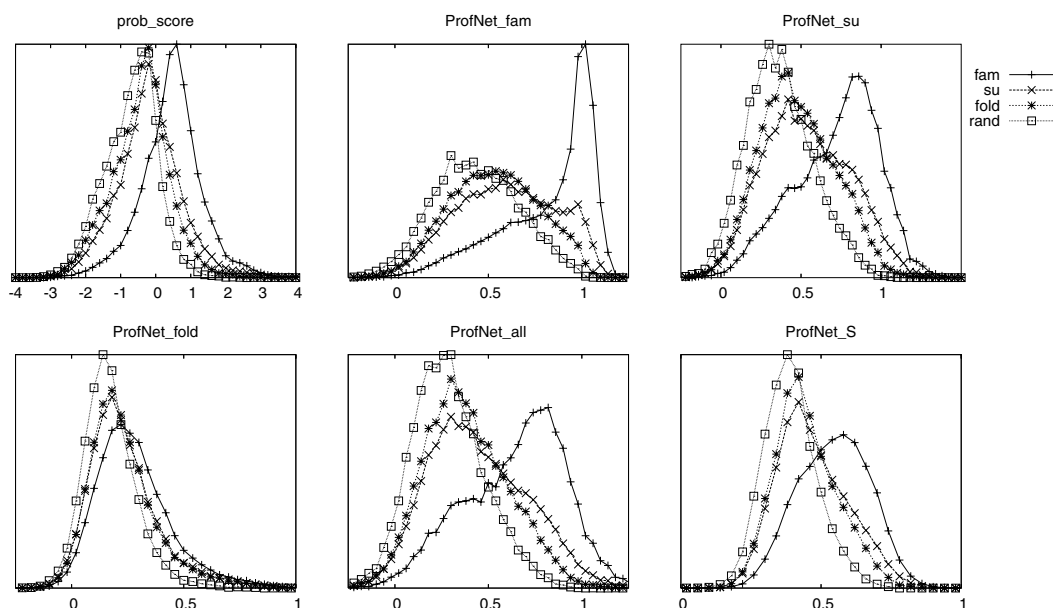 prob_score ProfNet_fam ProfNet_su
fam
su
fold
rand
-4 -3 -2 -1 0 1 2 3 4 0 0.5 1 0 0.5 1
ProfNet_fold ProfNet_all ProfNet_S
0 0.5 1 0 0.5 1 0 0.5 1